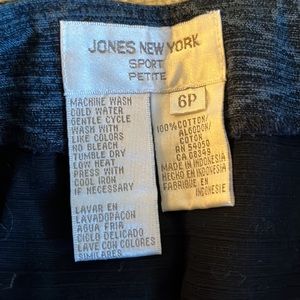 JONES NEW YORK
SPORT
PETITE
MACHINE WASH
COLD WATER
GENTLE CYCLE
WASH WITH
LIKE COLORS
NO BLEACH
TUMBLE DRY
LOW HEAT
PRESS WITH
COOL IRON
IF NECESSARY
LAVAR EN
LAVADOPACON
AGUA FRIA
CICLO DELICADO
LAVE CON COLORES
SIMILARES
6P
100% COTTON/
ALGODON/
COTON
RN 54050
CA 08349
MADE IN INDONESIA
HECHO EN INDONESIA
FABRIQUE EN
INDONESIE